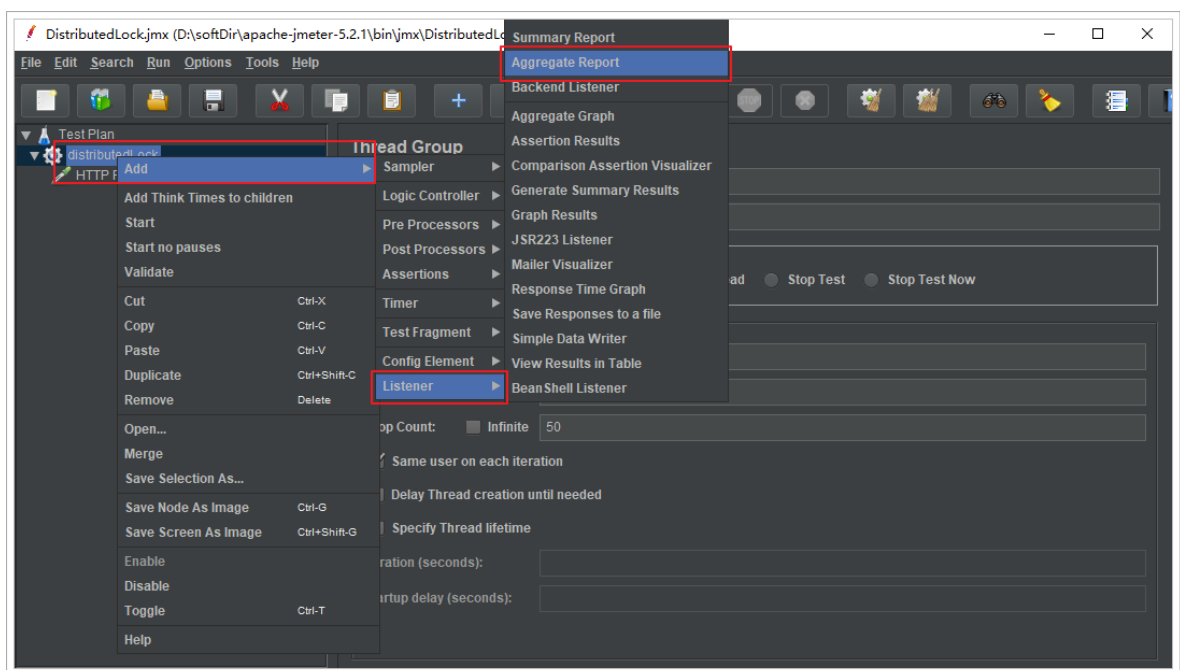 DistributedLock.jmx (D:\softDir\apache-jmeter-5.2.1\bin\jmx\DistributedLo
File Edit Search Run Options Tools Help
STOP
Test Plan
distributedLock
HTTP
Thread Group
Add
Add Think Times to children
Start
Start no pauses
Validate
Cut Ctrl-X
Copy Ctrl-C
Paste Ctrl-V
Duplicate Ctrl+Shift-C
Remove Delete
Open...
Merge
Save Selection As...
Save Node As Image Ctrl-G
Save Screen As Image Ctrl+Shift-G
Enable
Disable
Toggle Ctrl-T
Help
Sampler
Logic Controller
Pre Processors
Post Processors
Assertions
Timer
Test Fragment
Config Element
Listener
Summary Report
Aggregate Report
Backend Listener
Aggregate Graph
Assertion Results
Comparison Assertion Visualizer
Generate Summary Results
Graph Results
JSR223 Listener
Mailer Visualizer
Response Time Graph
Save Responses to a file
Simple Data Writer
View Results in Table
BeanShell Listener
ad Stop Test Stop Test Now
op Count: Infinite 50
Same user on each iteration
Delay Thread creation until needed
Specify Thread lifetime
ration (seconds):
artup delay (seconds):